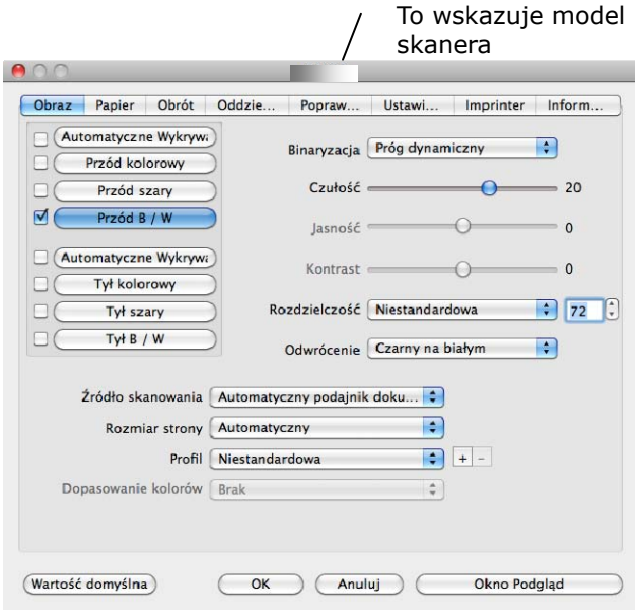 To wskazuje model
skanera
Obraz Papier Obrót Oddzie... Popraw... Ustawi... Imprinter Inform...
Automatyczne Wykrywa
Przód kolorowy
Przód szary
Przód B / W
Automatyczne Wykrywa
Tył kolorowy
Tył szary
Tył B / W
Binaryzacja Próg dynamiczny
Czułość 20
Jasność 0
Kontrast 0
Rozdzielczość Niestandardowa 72
Odwrócenie Czarny na białym
Źródło skanowania Automatyczny podajnik doku...
Rozmiar strony Automatyczny
Profil Niestandardowa + -
Dopasowanie kolorów Brak
Wartość domyślna OK Anuluj Okno Podgląd